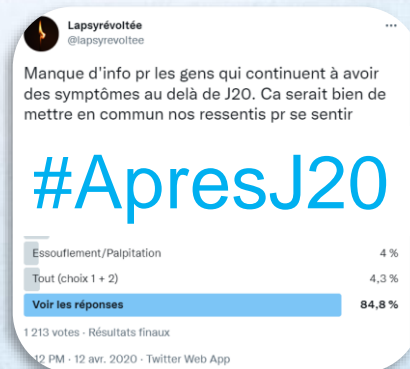 Lapsyrévoltée
@lapsyrevoltee
Manque d'info pr les gens qui continuent à avoir
des symptômes au delà de J20. Ca serait bien de
mettre en commun nos ressentis pr se sentir
#ApresJ20
Essouflement/Palpitation 4 %
Tout (choix 1 + 2) 4,3 %
Voir les réponses 84,8 %
1 213 votes · Résultats finaux
12 PM · 12 avr. 2020 · Twitter Web App